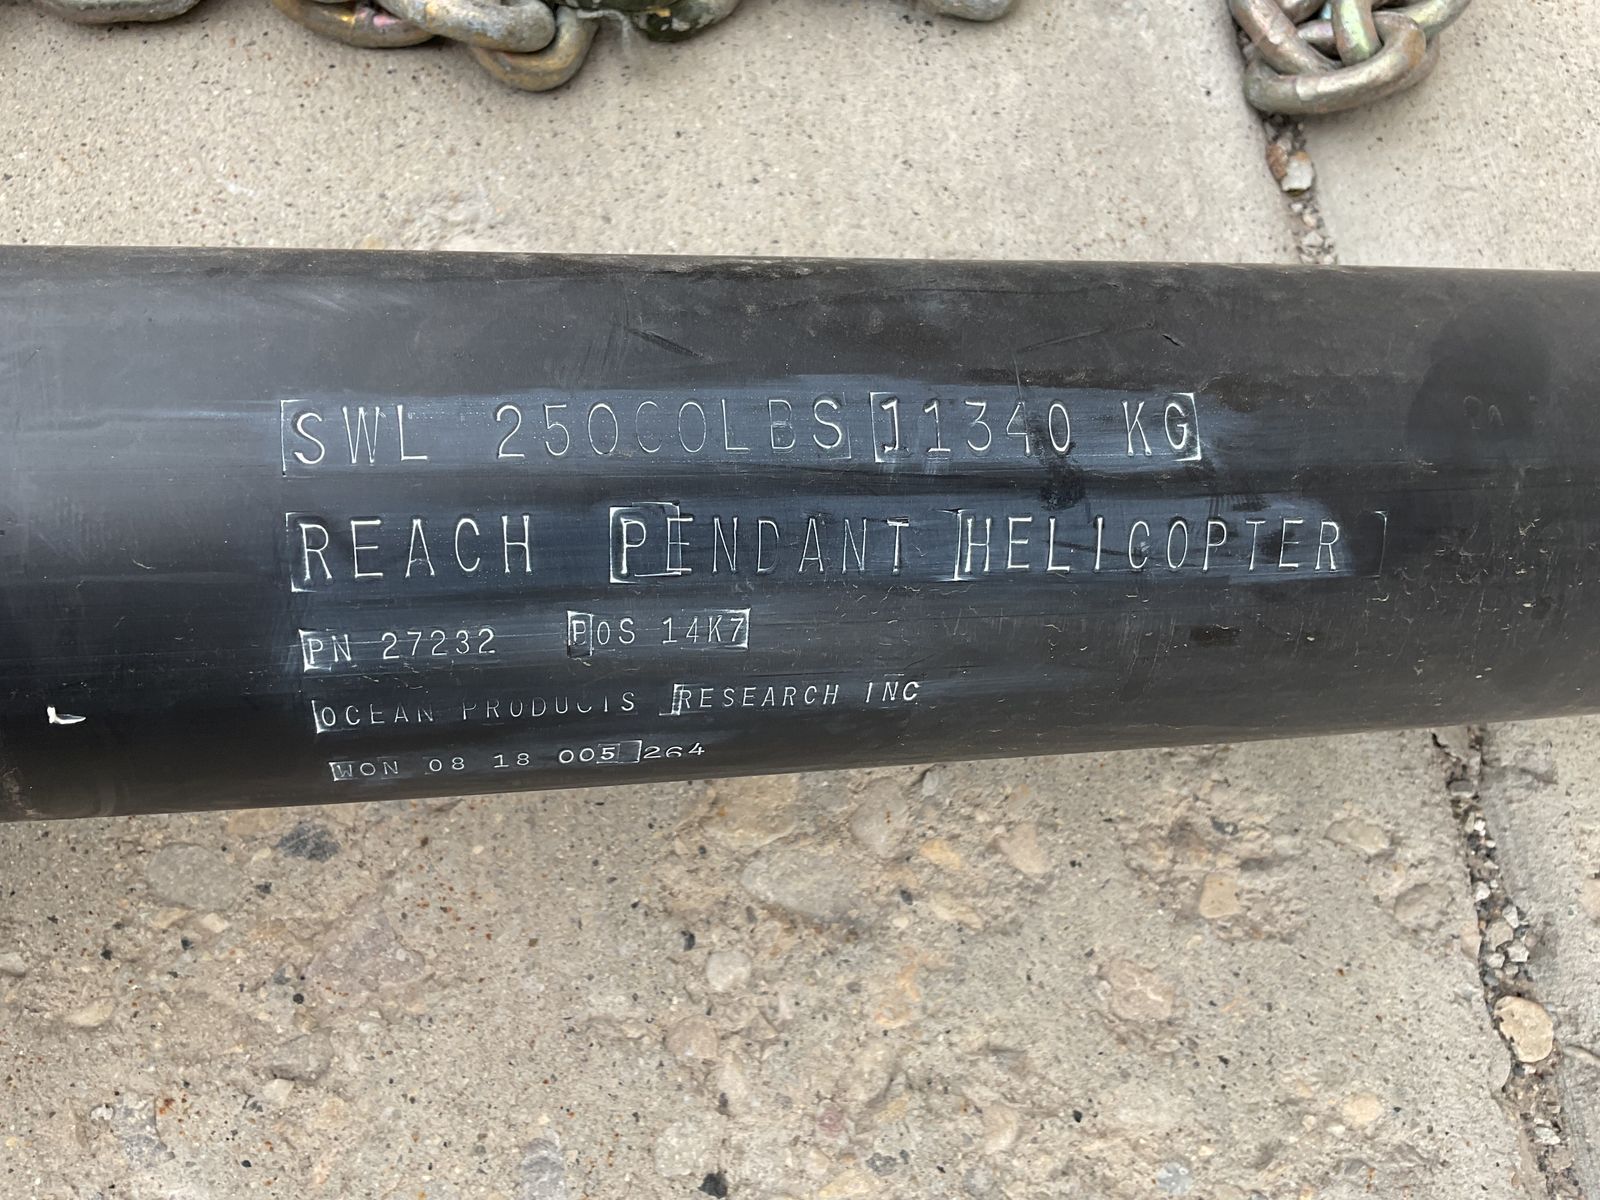 SWL 25000LBS 11340 KG
REACH PENDANT HELICOPTER
PN 27232 POS 14K7
OCEAN PRODUCTS RESEARCH INC
WON 08 18 005 264